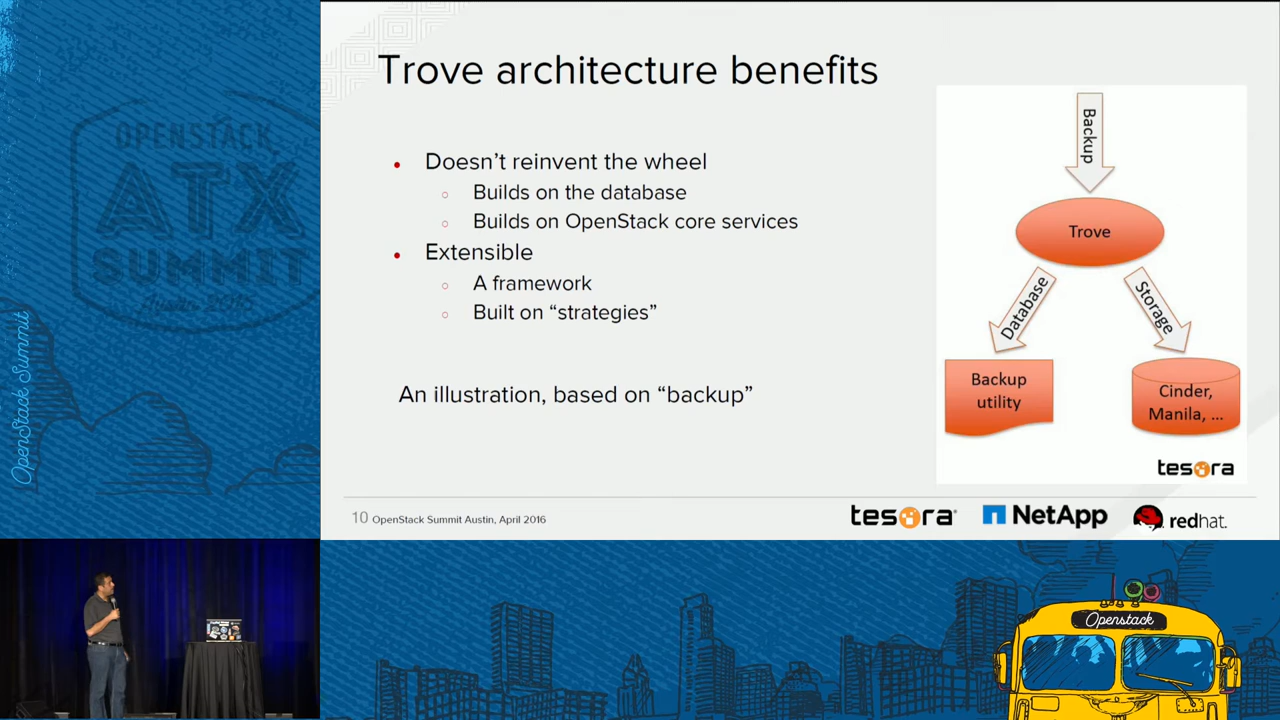 OPENSTACK
ATX
SUMMIT
OpenStack Summit
Trove architecture benefits
Doesn't reinvent the wheel
Builds on the database
Builds on OpenStack core services
Extensible
A framework
Built on “strategies”
An illustration, based on “backup”
Backup
Trove
Database
Storage
Backup
utility
Cinder,
Manila, ...
tesora
10 OpenStack Summit Austin, April 2016
tesora
NetApp
redhat.
Openstack